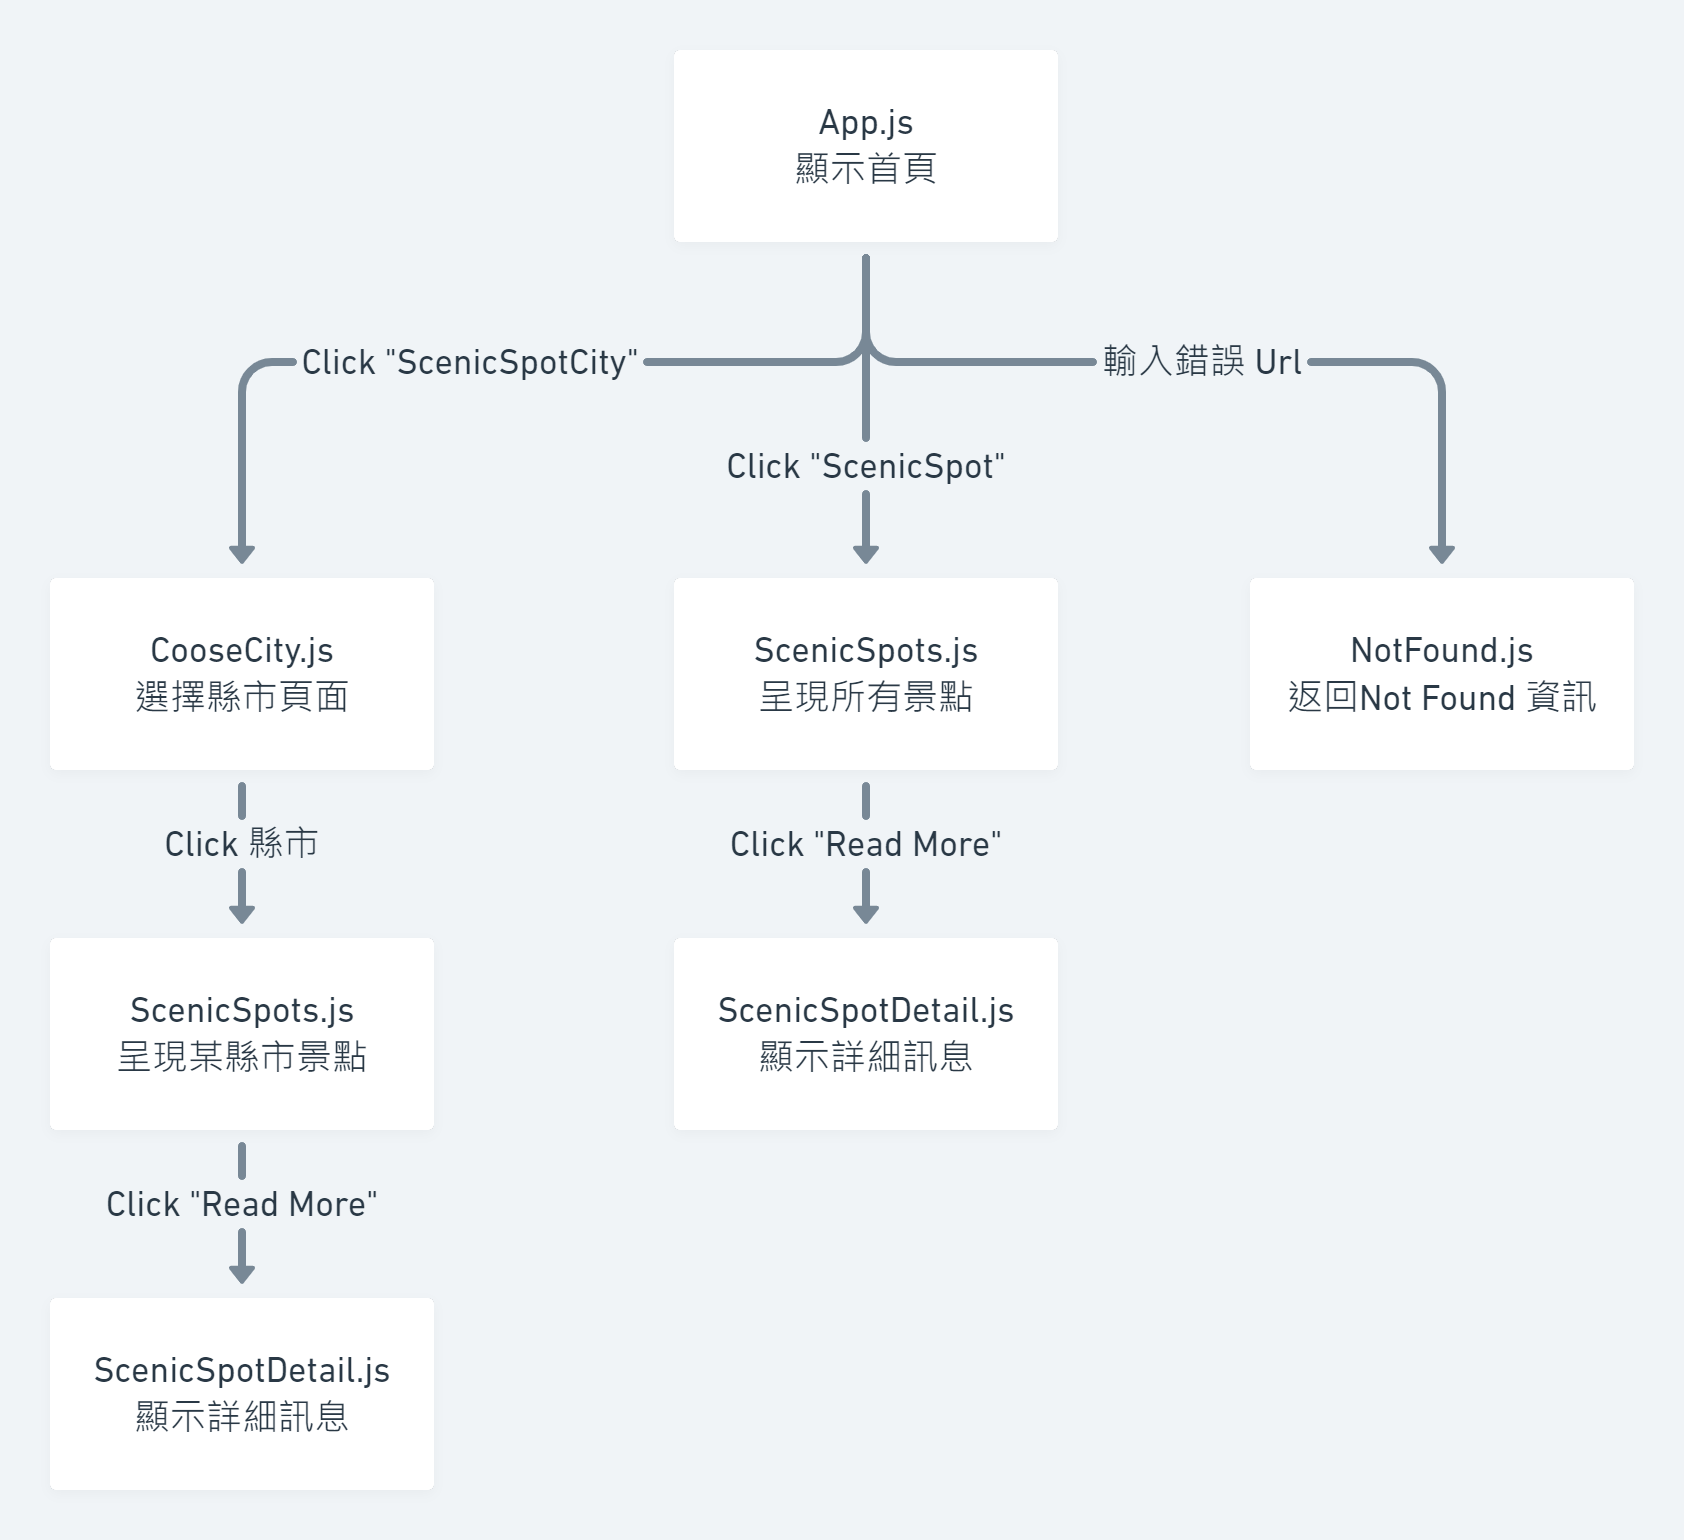 App.js
顯示首頁
Click "ScenicSpotCity"
輸入錯誤 Url
Click "ScenicSpot"
CooseCity.js
選擇縣市頁面
ScenicSpots.js
呈現所有景點
NotFound.js
返回Not Found 資訊
Click 縣市
Click "Read More"
ScenicSpots.js
呈現某縣市景點
ScenicSpotDetail.js
顯示詳細訊息
Click "Read More"
ScenicSpotDetail.js
顯示詳細訊息